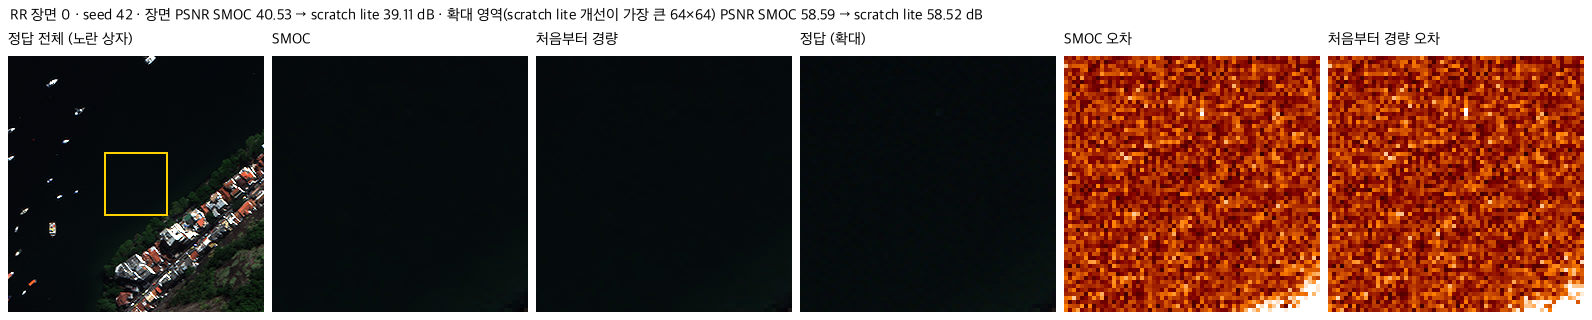 RR 장면 0 · seed 42 · 장면 PSNR SMOC 40.53 → scratch lite 39.11 dB · 확대 영역(scratch lite 개선이 가장 큰 64×64) PSNR SMOC 58.59 → scratch lite 58.52 dB
정답 전체 (노란 상자)
SMOC
처음부터 경량
정답 (확대)
SMOC 오차
처음부터 경량 오차